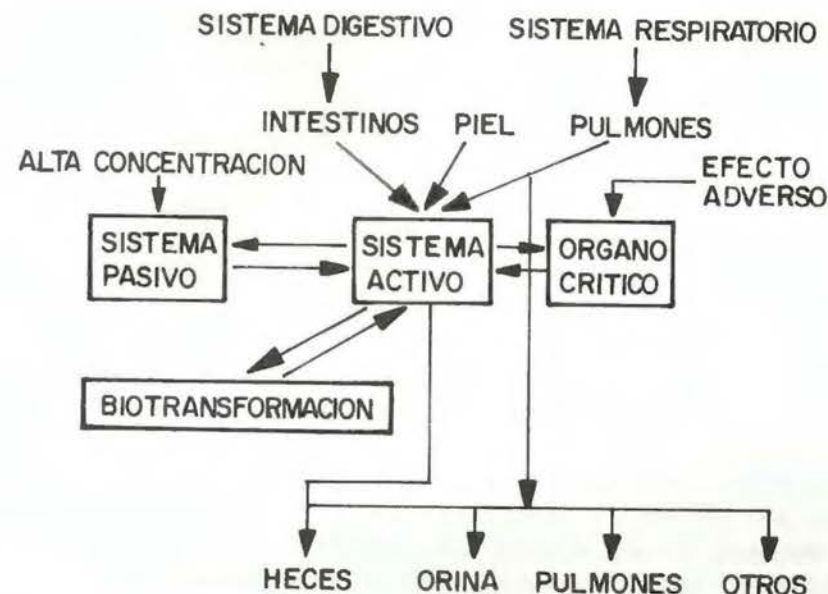 SISTEMA DIGESTIVO
SISTEMA RESPIRATORIO
INTESTINOS
PIEL
PULMONES
ALTA CONCENTRACION
EFECTO
ADVERSO
SISTEMA
PASIVO
SISTEMA
ACTIVO
ORGANO
CRITICO
BIOTRANSFORMACION
HECES
ORINA
PULMONES
OTROS